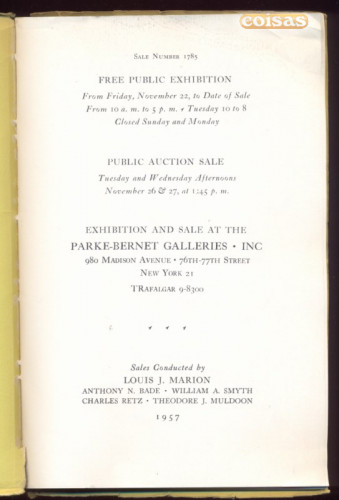 eoisas
SALE NUMBER 1785
FREE PUBLIC EXHIBITION
From Friday, November 22, to Date of Sale
From 10 a. m. to 5 p. m. • Tuesday 10 to 8
Closed Sunday and Monday
PUBLIC AUCTION SALE
Tuesday and Wednesday Afternoons
November 26 & 27, at 1:45 p. m.
EXHIBITION AND SALE AT THE
PARKE-BERNET GALLERIES · INC
980 MADISON AVENUE · 76TH-77TH STREET
NEW YORK 21
TRAFALGAR 9-8300
Sales Conducted by
LOUIS J. MARION
ANTHONY N. BADE · WILLIAM A. SMYTH
CHARLES RETZ · THEODORE J. MULDOON
1957